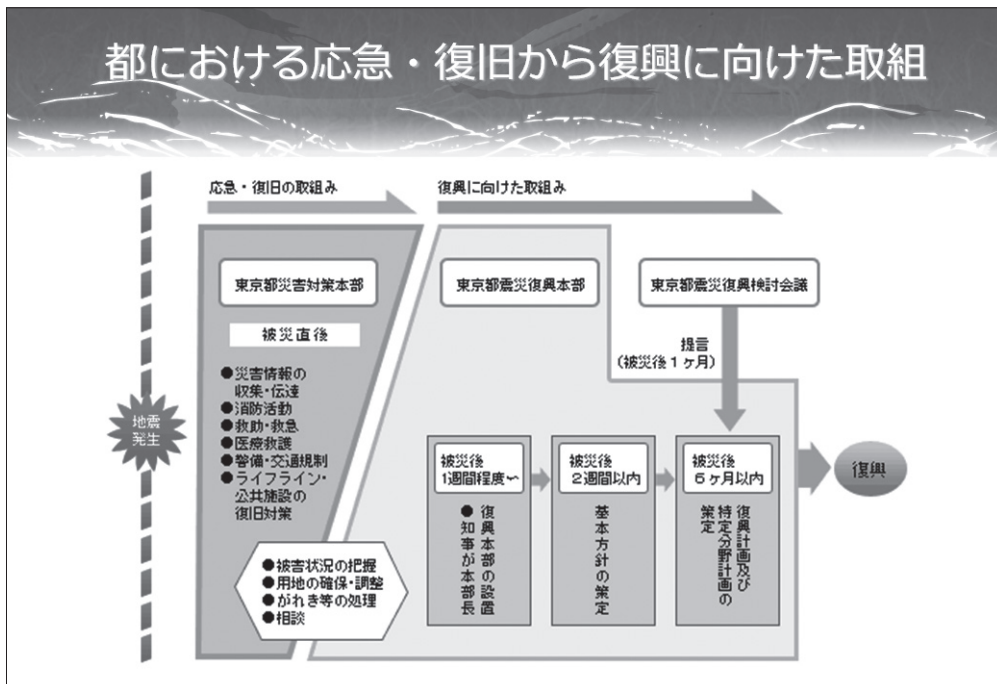 都における応急・復旧から復興に向けた取組
応急・復旧の取組み
復興に向けた取組み
地震
発生
東京都災害対策本部
被災直後
●災害情報の
収集・伝達
●消防活動
●救助・救急
●医療救護
●警備・交通規制
●ライフライン・
公共施設の
復旧対策
●被害状況の把握
●用地の確保・調整
●がれき等の処理
●相談
東京都震災復興本部
東京都震災復興検討会議
提言
(被災後1ヶ月)
被災後
1週間程度~
●復興本部の設置
知事が本部長
被災後
2週間以内
基本方針の策定
被災後
6ヶ月以内
復興計画及び
特定分野計画の
策定
復興